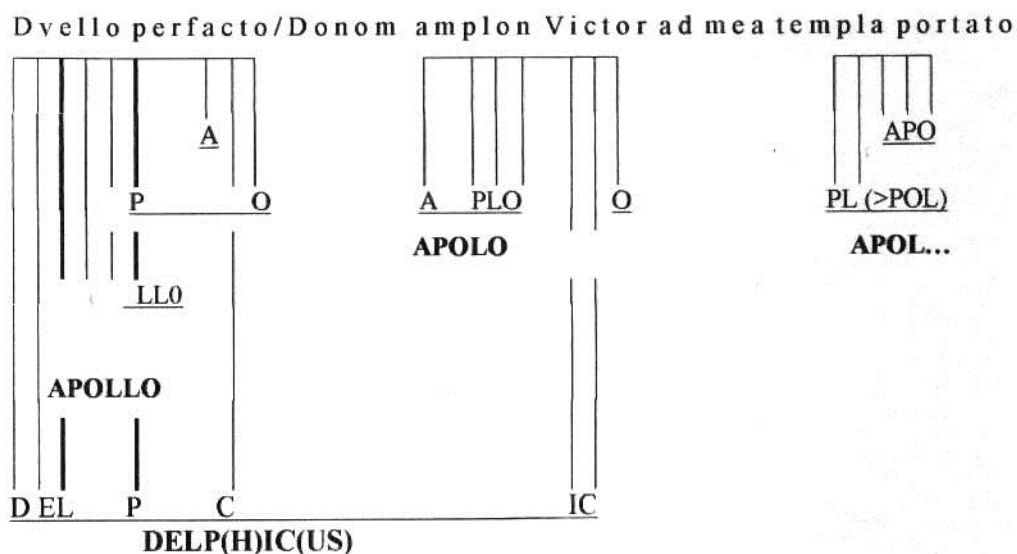 Dvello perfacto/Donom amplon Victor ad mea templa portato
A APO
P O A PLO O PL (>POL)
APOLO APOL...
LL0
APOLLO
D EL P C IC
DELP(H)IC(US)